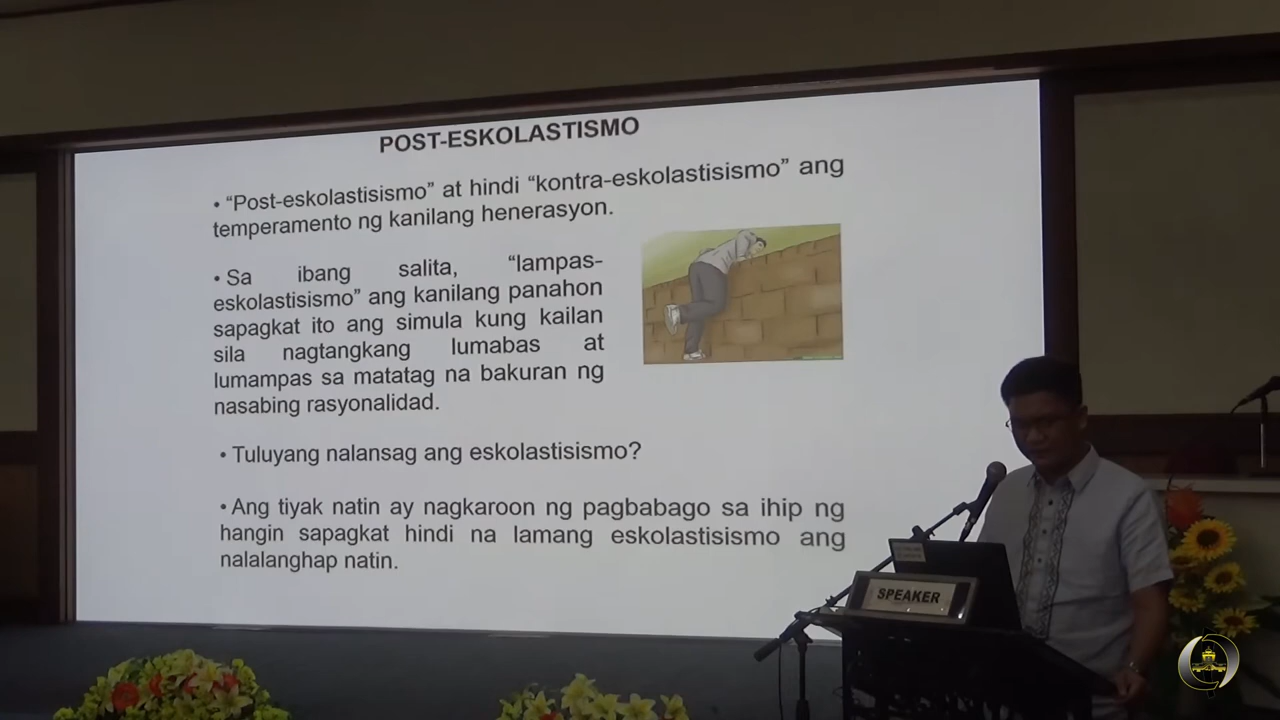 POST-ESKOLASTISMO
• “Post-eskolastisismo” at hindi “kontra-eskolastisismo” ang
temperamento ng kanilang henerasyon.
• Sa ibang salita, “lampas-
eskolastisismo” ang kanilang panahon
sapagkat ito ang simula kung kailan
sila nagtangkang lumabas at
lumampas sa matatag na bakuran ng
nasabing rasyonalidad.
• Tuluyang nalansag ang eskolastisismo?
• Ang tiyak natin ay nagkaroon ng pagbabago sa ihip ng
hangin sapagkat hindi na lamang eskolastisismo ang
nalalanghap natin.
SPEAKER